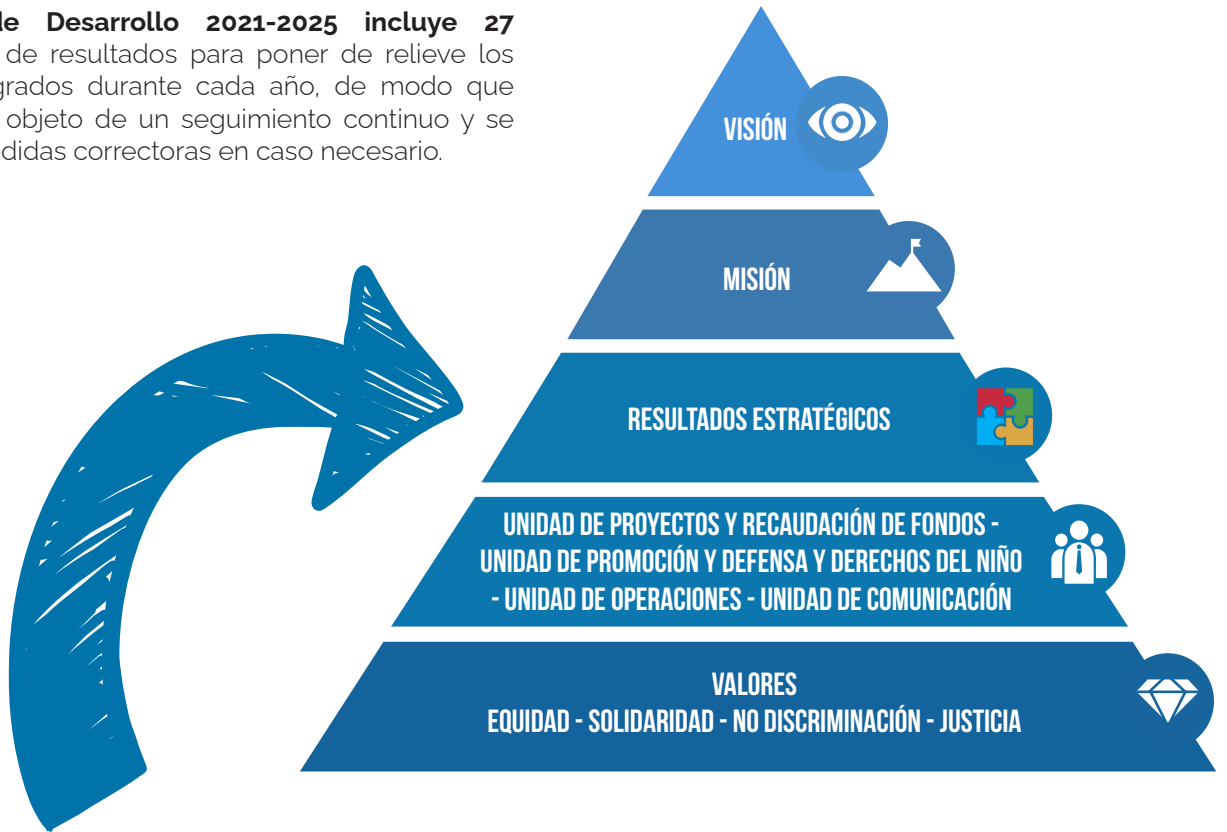 de Desarrollo 2021-2025 incluye 27
de resultados para poner de relieve los
durante cada año, de modo que
objeto de un seguimiento continuo y se
correctoras en caso necesario.
VISIÓN
MISIÓN
RESULTADOS ESTRATÉGICOS
UNIDAD DE PROYECTOS Y RECAUDACIÓN DE FONDOS -
UNIDAD DE PROMOCIÓN Y DEFENSA Y DERECHOS DEL NIÑO
- UNIDAD DE OPERACIONES - UNIDAD DE COMUNICACIÓN
VALORES
EQUIDAD - SOLIDARIDAD - NO DISCRIMINACIÓN - JUSTICIA